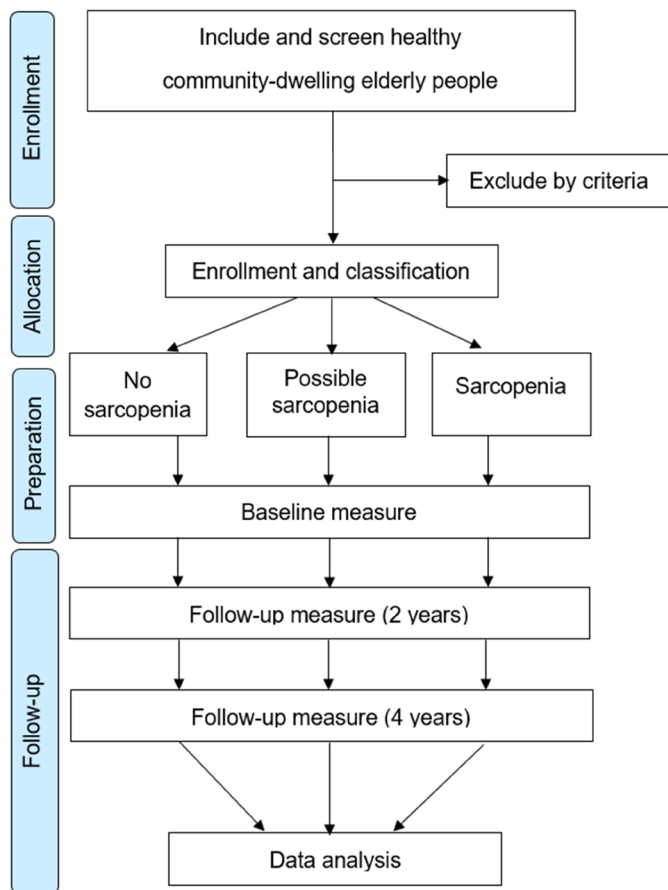 Enrollment
Include and screen healthy
community-dwelling elderly people
Exclude by criteria
Allocation
Enrollment and classification
Preparation
No
sarcopenia
Possible
sarcopenia
Sarcopenia
Baseline measure
Follow-up
Follow-up measure (2 years)
Follow-up measure (4 years)
Data analysis